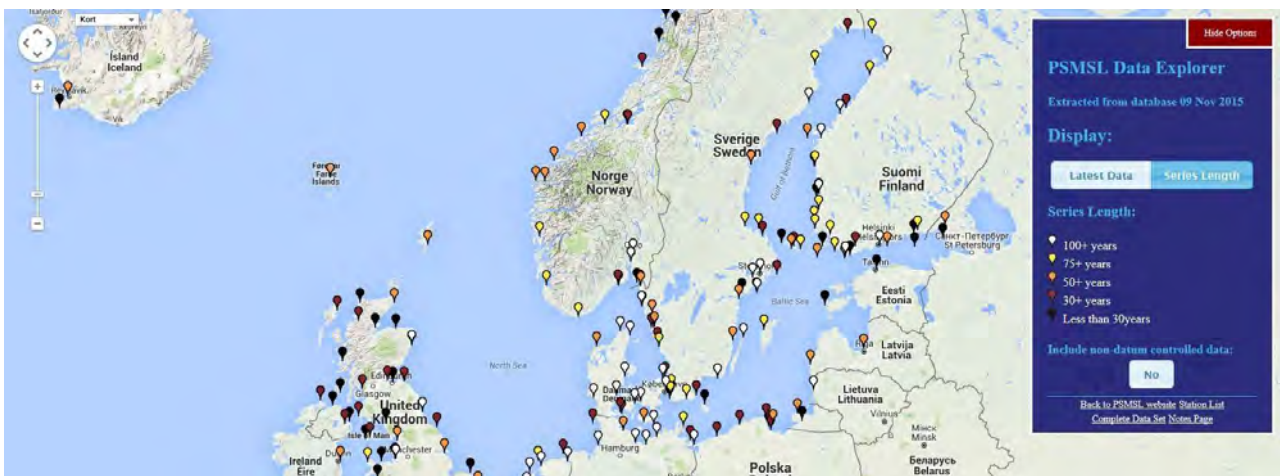 Kort
Ísland
Iceland
Vik
Føroyar
Faroe
Islands
Norge
Norway
Sverige
Sweden
Gulf of Bothnia
Suomi
Finland
Helsinki
Санкт-Петербург
St Petersburg
Tallinn
Eesti
Estonia
Baltic Sea
Latvija
Latvia
North Sea
Lietuva
Lithuania
Vilnius
Glasgow
United
Kingdom
Isle of Man
Ireland
Éire
Hamburg
Polska
Мінск
Minsk
Беларусь
Belarus
Hide Options
PSMSL Data Explorer
Extracted from database 09 Nov 2015
Display:
Latest Data Series Length
Series Length:
100+ years
75+ years
50+ years
30+ years
Less than 30years
Include non-datum controlled data:
No
Back to PSMSL website Station List
Complete Data Set Notes Page